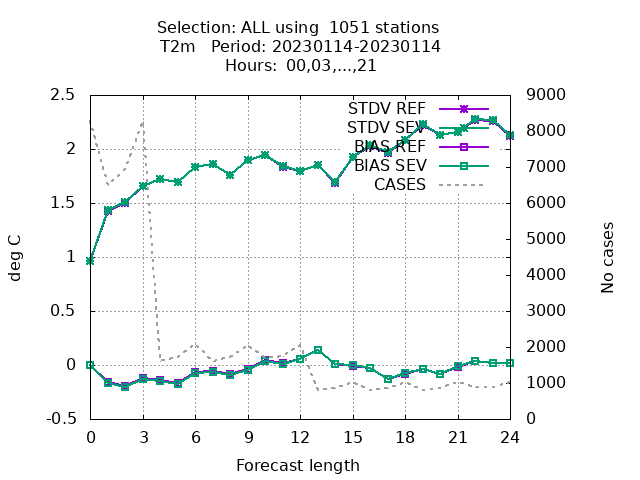 Selection: ALL using  1051 stations
T2m   Period: 20230114-20230114
Hours: 00,03,...,21
STDV REF
STDV SEV
BIAS REF
BIAS SEV
CASES
2.5
2
1.5
1
0.5
0
-0.5
deg C
9000
8000
7000
6000
5000
4000
3000
2000
1000
0
No cases
0 3 6 9 12 15 18 21 24
Forecast length